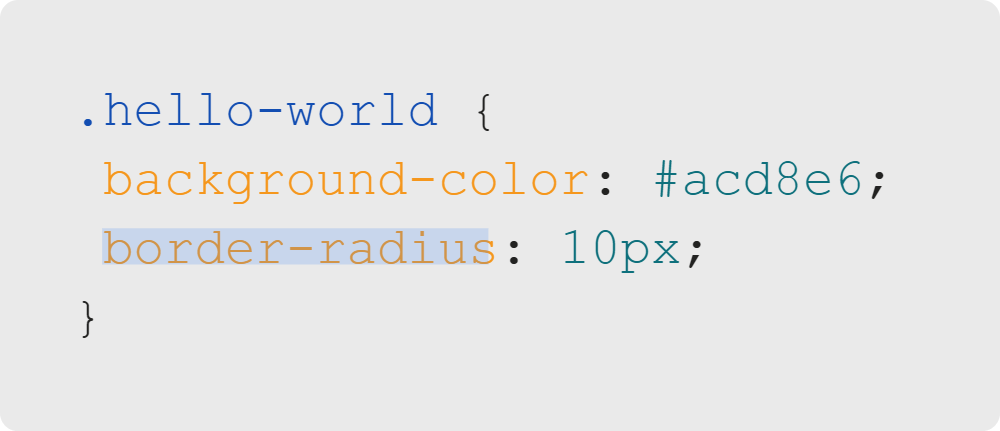 .hello-world {
background-color: #acd8e6;
border-radius: 10px;
}